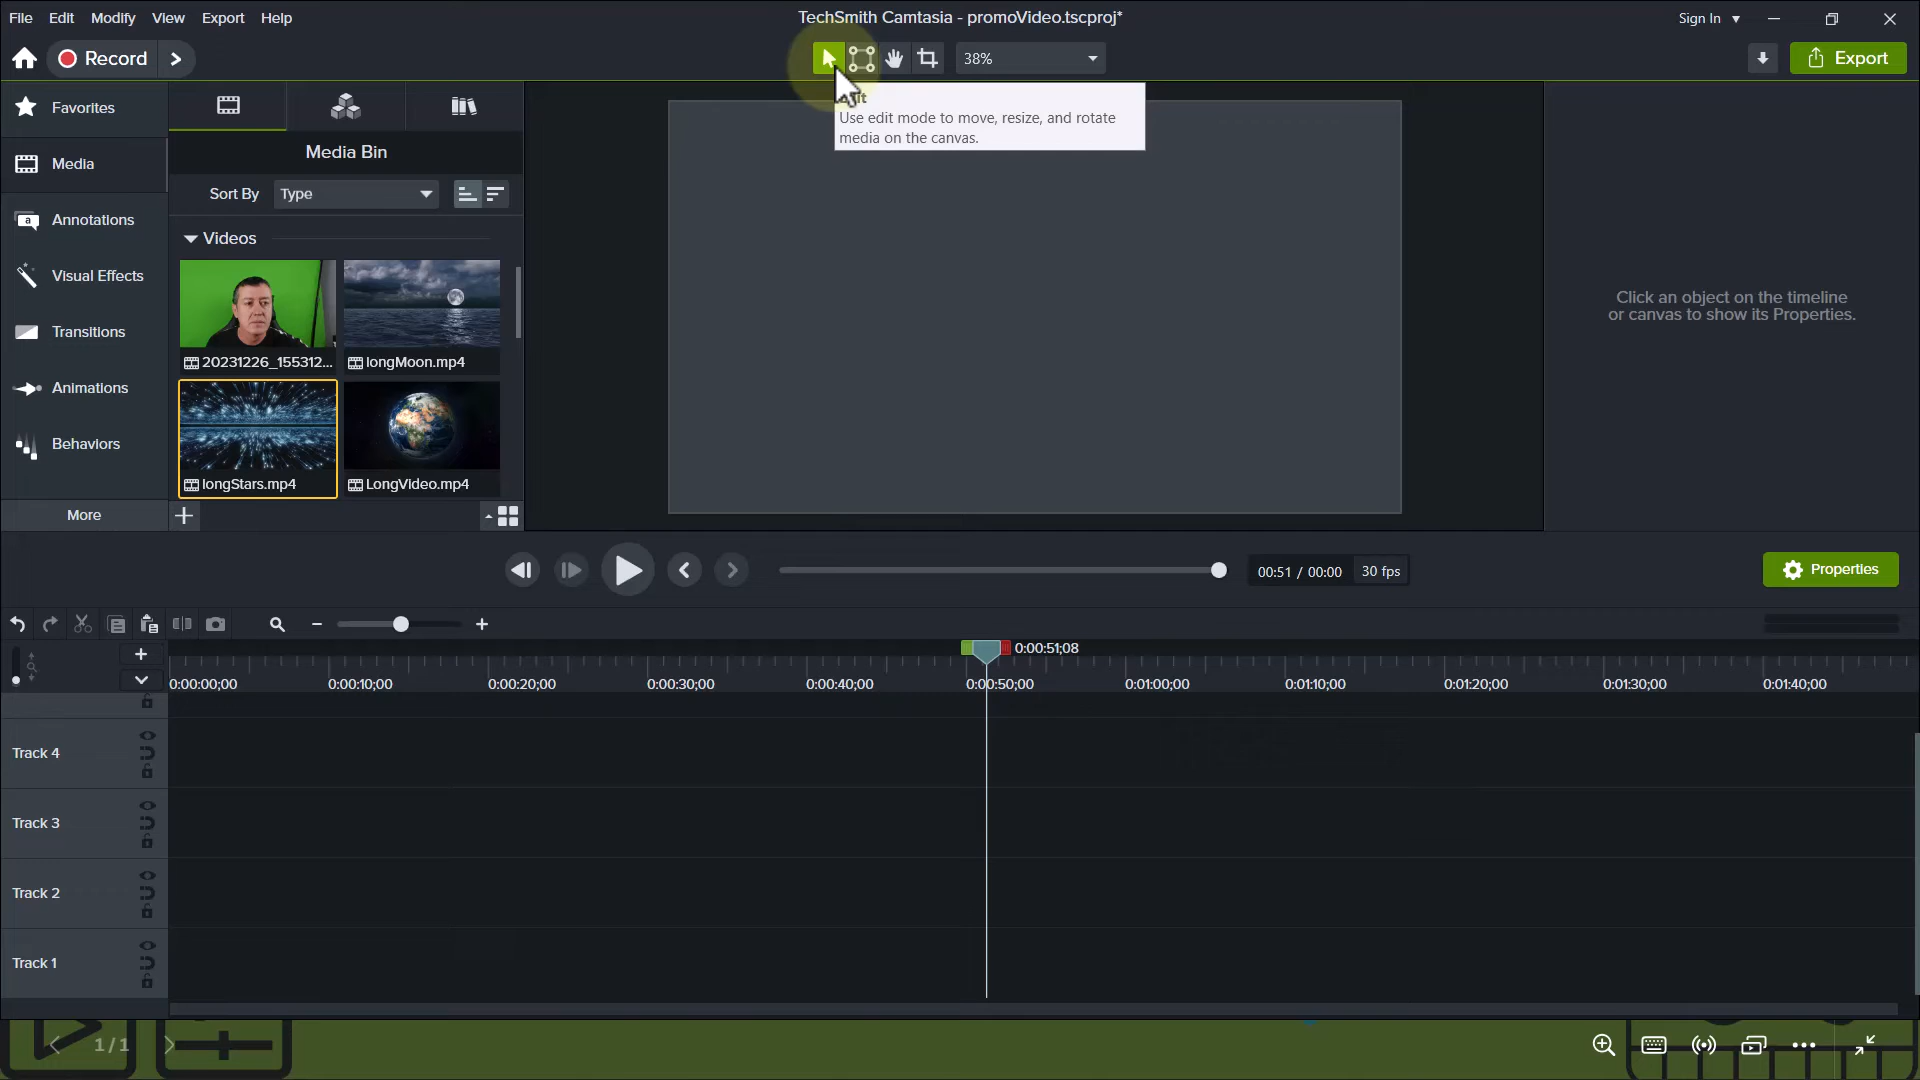 File Edit Modify View Export Help
TechSmith Camtasia - promoVideo.tscproj*
Sign In
Record
38%
Export
Use edit mode to move, resize, and rotate
media on the canvas.
Favorites
Media
Annotations
Visual Effects
Transitions
Animations
Behaviors
More
Media Bin
Sort By Type
Videos
20231226_155312...
longMoon.mp4
longStars.mp4
LongVideo.mp4
Click an object on the timeline
or canvas to show its Properties.
00:51 / 00:00 30 fps
Properties
0:00:51;08
0:00:00;00 0:00:10;00 0:00:20;00 0:00:30;00 0:00:40;00 0:00:50;00 0:01:00;00 0:01:10;00 0:01:20;00 0:01:30;00 0:01:40;00
Track 4
Track 3
Track 2
Track 1
1/1